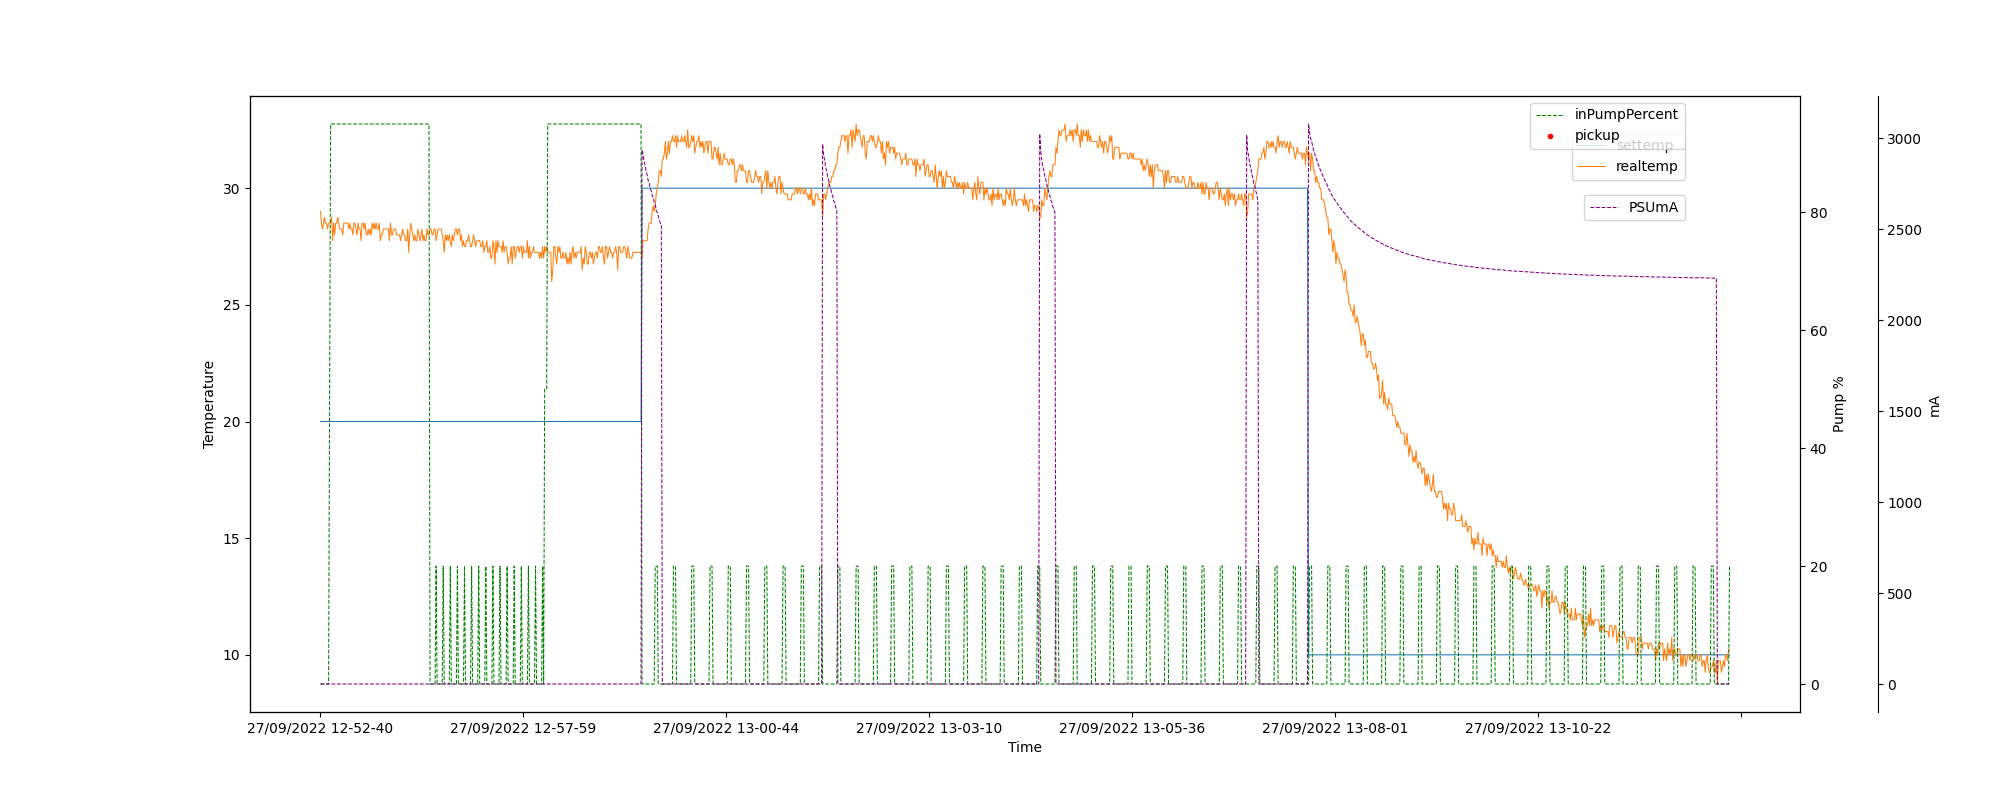 inPumpPercent
pickup
settemp
realtemp
PSUmA
30
25
20
15
10
Temperature
80
60
40
20
0
Pump %
3000
2500
2000
1500
1000
500
0
mA
27/09/2022 12-52-40
27/09/2022 12-57-59
27/09/2022 13-00-44
27/09/2022 13-03-10
27/09/2022 13-05-36
27/09/2022 13-08-01
27/09/2022 13-10-22
Time